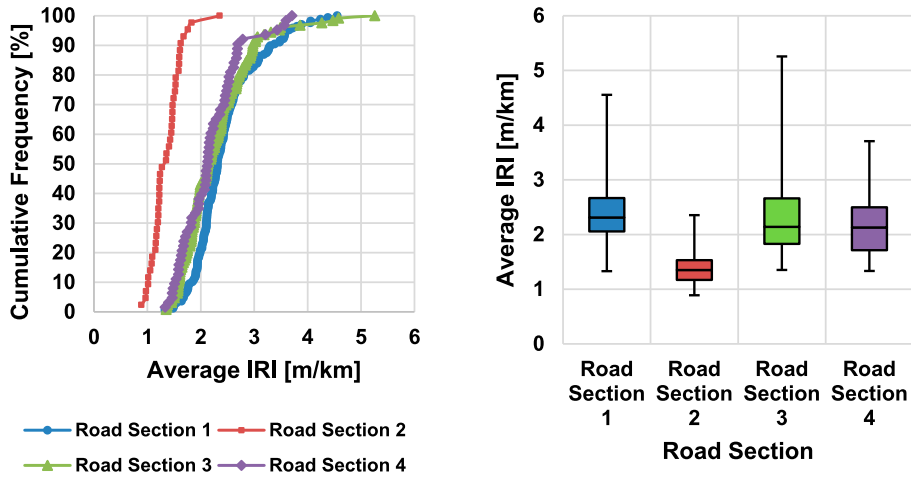 Cumulative Frequency [%]
100
90
80
70
60
50
40
30
20
10
0
0 1 2 3 4 5 6
Average IRI [m/km]
Road Section 1 Road Section 2
Road Section 3 Road Section 4
Average IRI [m/km]
6
5
4
3
2
1
0
Road Road Road Road
Section Section Section Section
1 2 3 4
Road Section